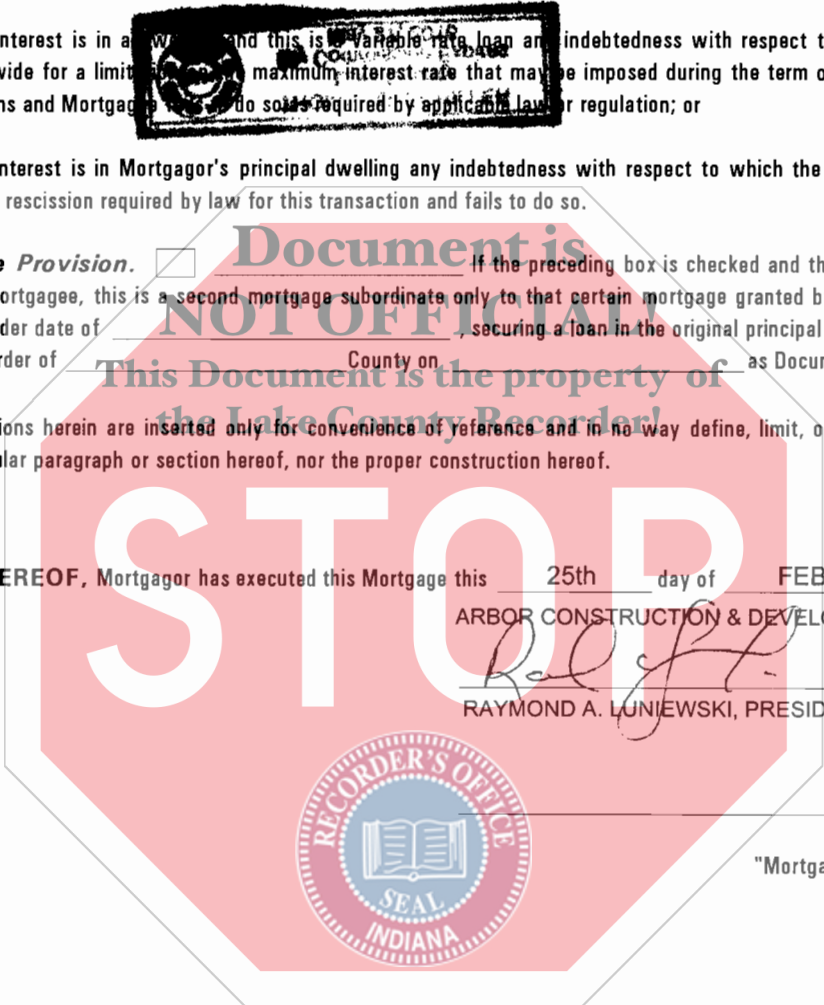 nterest is in a and this is a variable rate loan an indebtedness with respect t
vide for a limit maximum interest rate that may be imposed during the term o
ns and Mortgag do so as required by applicable law or regulation; or
nterest is in Mortgagor's principal dwelling any indebtedness with respect to which the
rescission required by law for this transaction and fails to do so.
e Provision. If the preceding box is checked and th
ortgagee, this is a second mortgage subordinate only to that certain mortgage granted b
der date of , securing a loan in the original principal
rder of County on as Docur
ions herein are inserted only for convenience of reference and in no way define, limit, o
lar paragraph or section hereof, nor the proper construction hereof.
Document is
NOT OFFICIAL!
This Document is the property of
the Lake County Recorder!
STOP
EREOF, Mortgagor has executed this Mortgage this 25th day of FEB
ARBOR CONSTRUCTION & DEVELO
RAYMOND A. LUNIEWSKI, PRESID
RECORDER'S OFFICE
SEAL
INDIANA
"Mortga